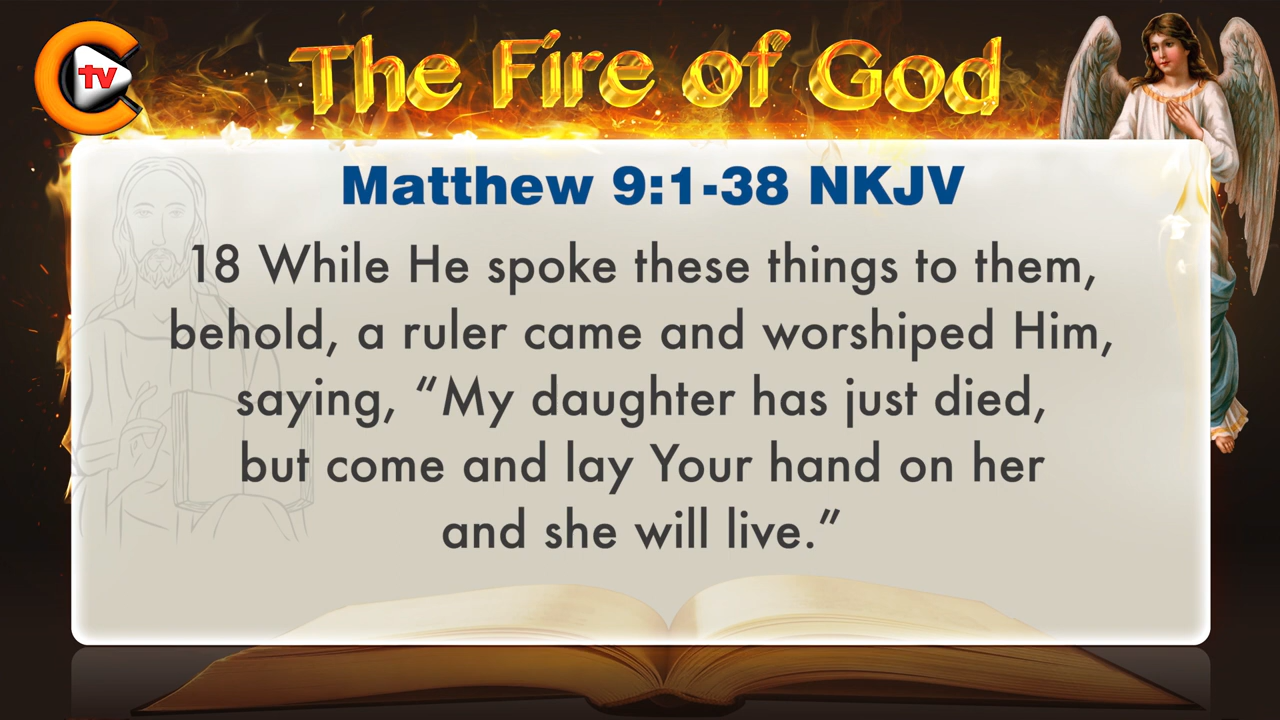 tv
The Fire of God
Matthew 9:1-38 NKJV
18 While He spoke these things to them,
behold, a ruler came and worshiped Him,
saying, “My daughter has just died,
but come and lay Your hand on her
and she will live.”